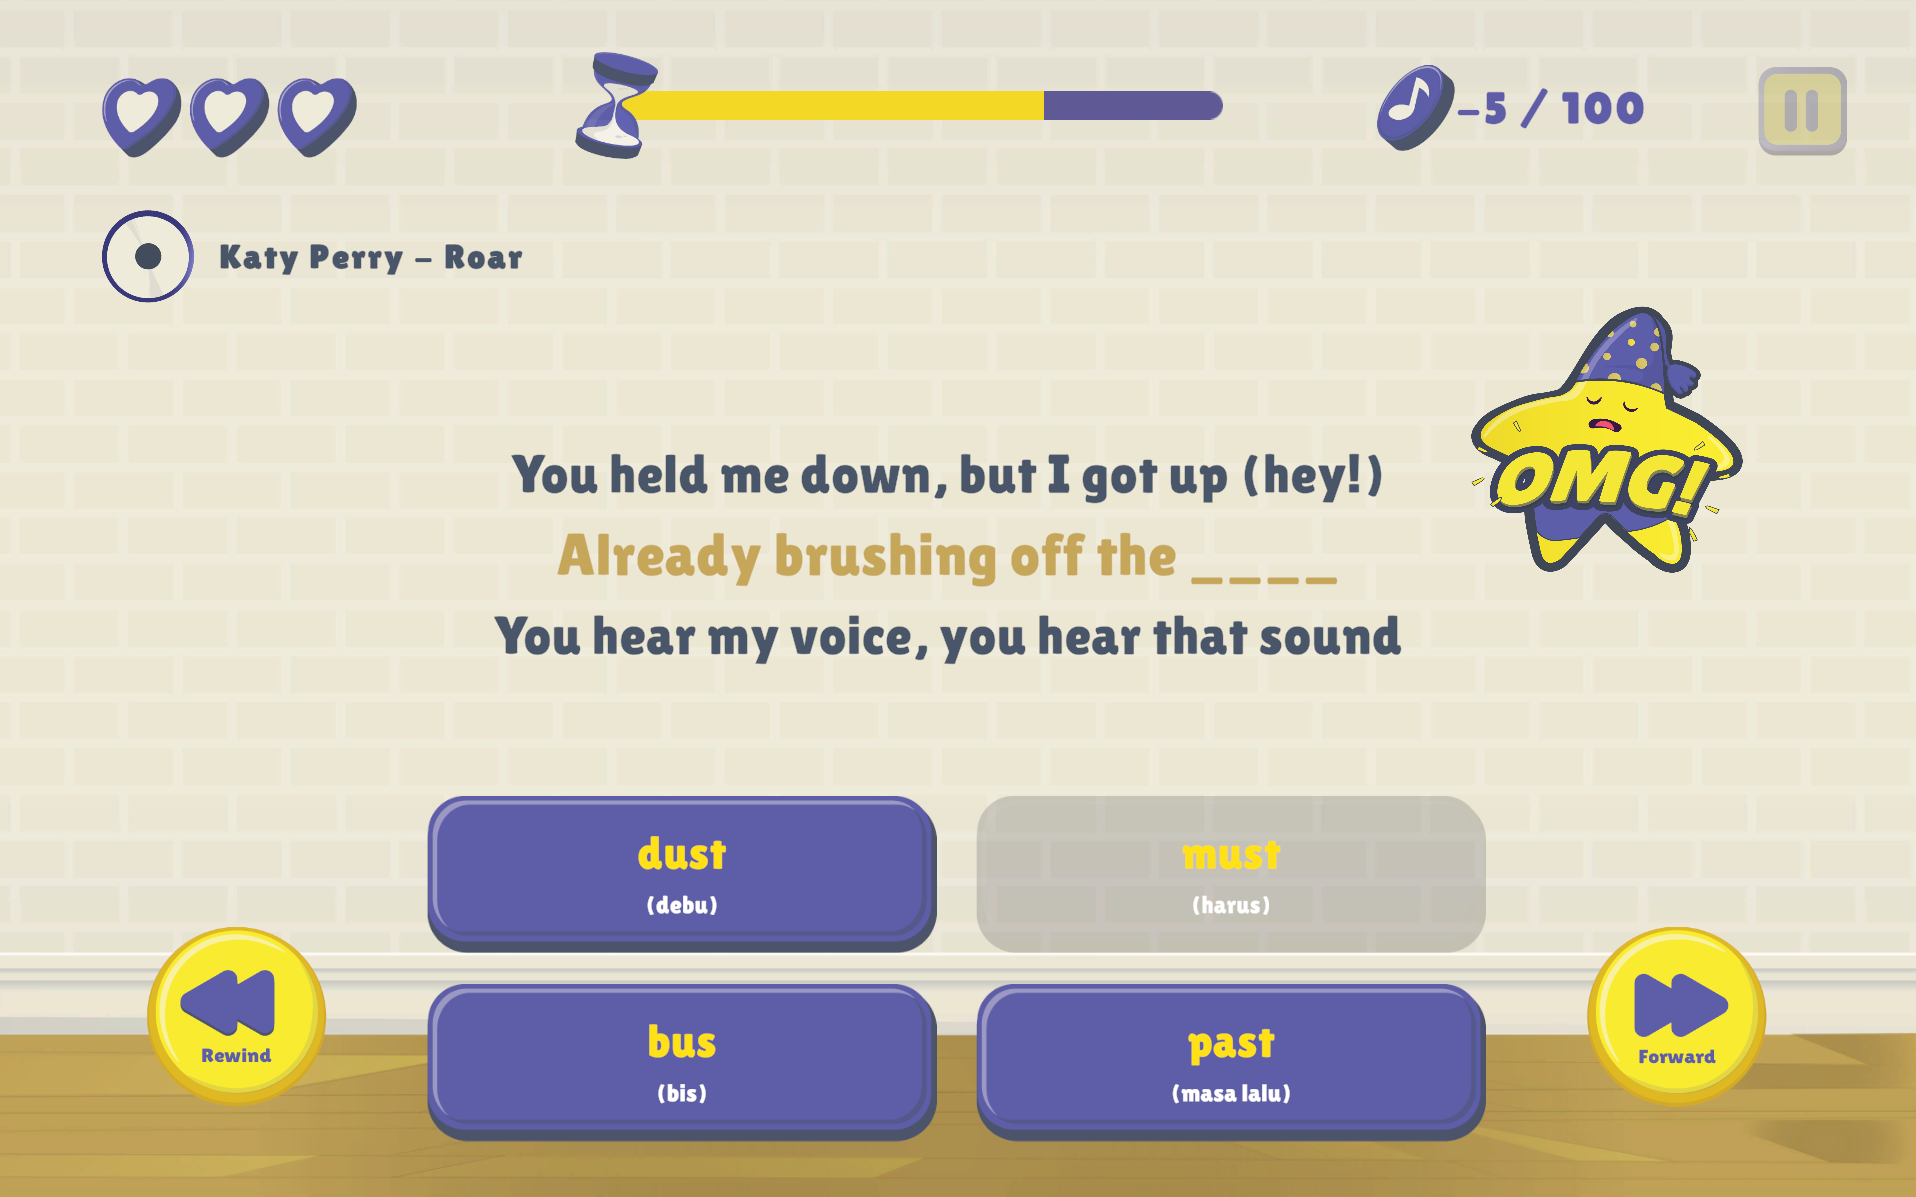 -5 / 100
Katy Perry - Roar
You held me down, but I got up (hey!)
Already brushing off the ____
You hear my voice, you hear that sound
OMG!
dust
(debu)
must
(harus)
bus
(bis)
past
(masa lalu)
Rewind
Forward